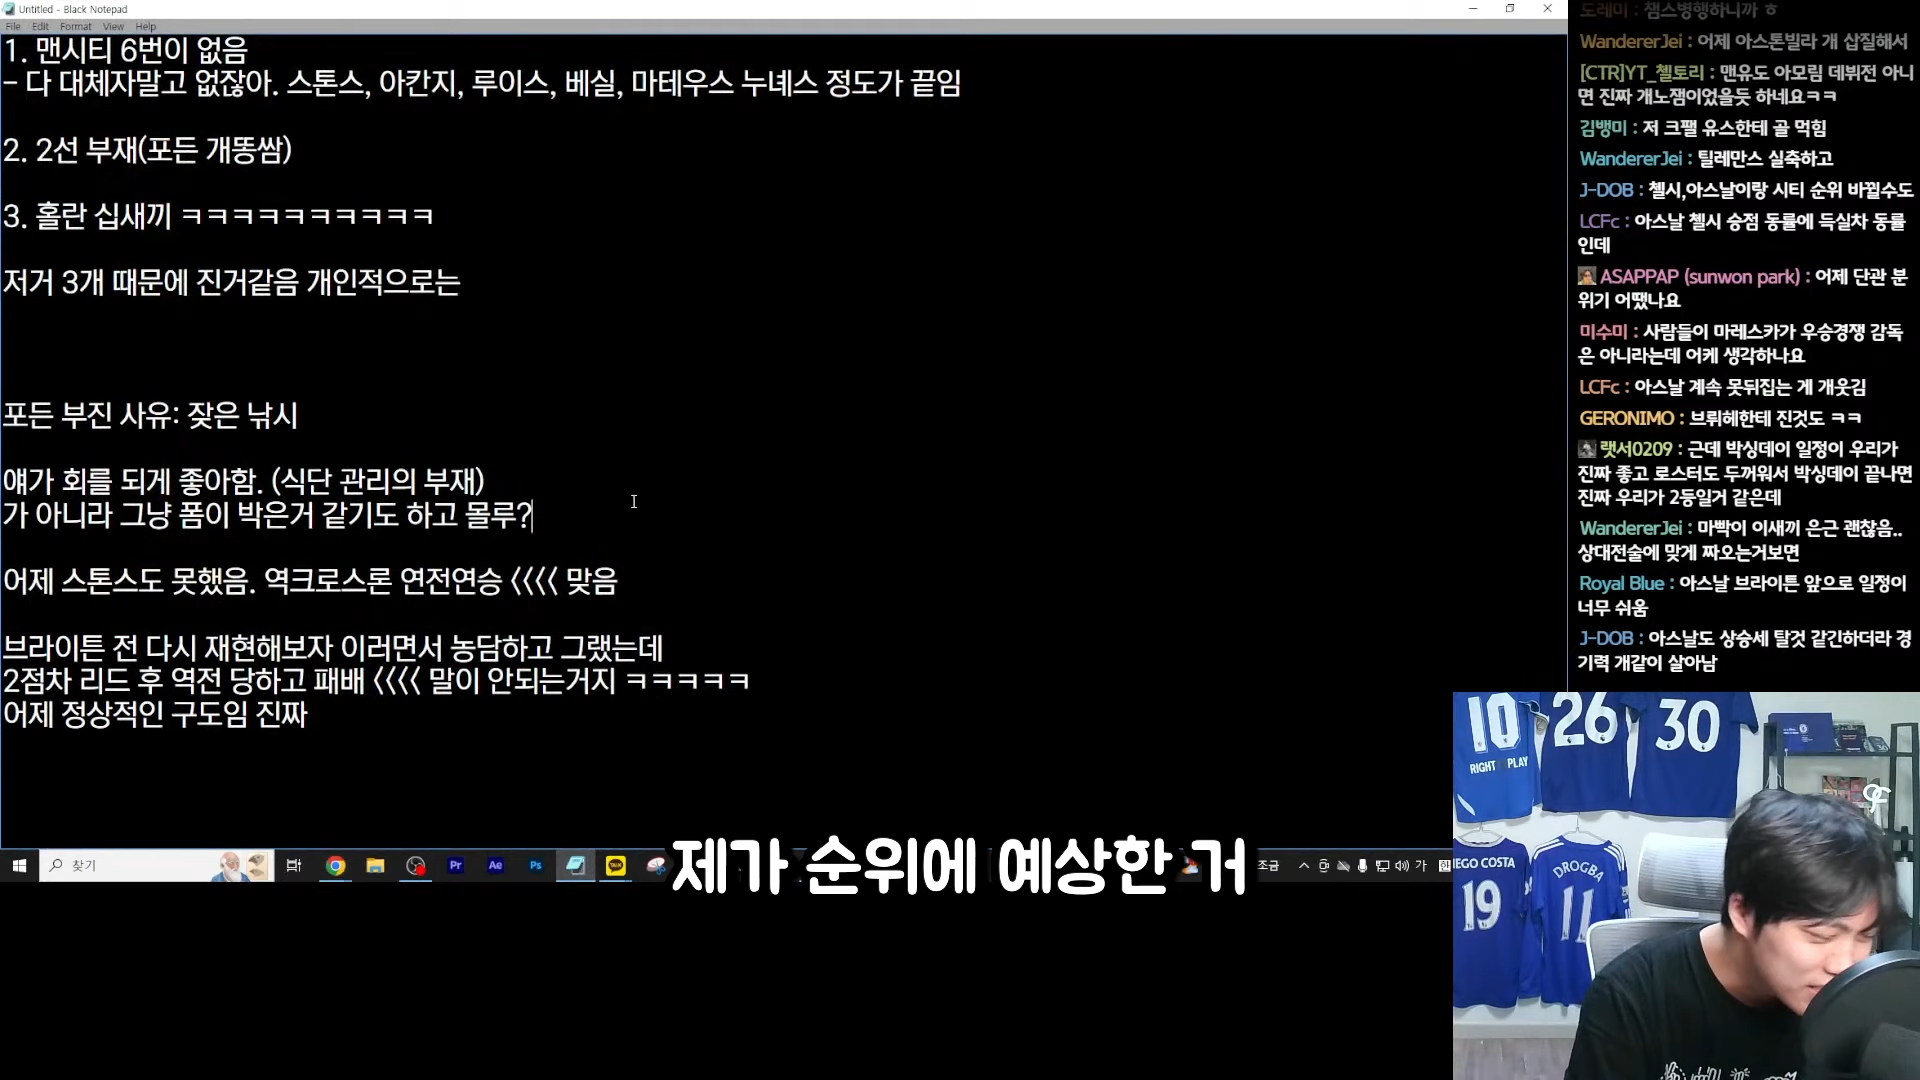 Untitled - Black Notepad
File Edit Format View Help
1. 맨시티 6번이 없음
- 다 대체자말고 없잖아. 스톤스, 아칸지, 루이스, 베실, 마테우스 누녜스 정도가 끝임
2. 2선 부재(포든 개똥쌈)
3. 홀란 십새끼 ㅋㅋㅋㅋㅋㅋㅋㅋㅋㅋ
저거 3개 때문에 진거같음 개인적으로는
포든 부진 사유: 잦은 낚시
얘가 회를 되게 좋아함. (식단 관리의 부재)
가 아니라 그냥 폼이 박은거 같기도 하고 몰루?
어제 스톤스도 못했음. 역크로스론 연전연승 <<<< 맞음
브라이튼 전 다시 재현해보자 이러면서 농담하고 그랬는데
2점차 리드 후 역전 당하고 패배 <<<< 말이 안되는거지 ㅋㅋㅋㅋㅋ
어제 정상적인 구도임 진짜
도레미 : 챔스병행하니까 ㅎ
WandererJei : 어제 아스톤빌라 개 삽질해서
[CTR]YT_첼토리 : 맨유도 아모림 데뷔전 아니
면 진짜 개노잼이었을듯 하네요ㅋㅋ
김뱅미 : 저 크팰 유스한테 골 먹힘
WandererJei : 틸레만스 실축하고
J-DOB : 첼시,아스날이랑 시티 순위 바뀔수도
LCFc : 아스날 첼시 승점 동률에 득실차 동률
인데
ASAPPAP (sunwon park) : 어제 단관 분
위기 어땠나요
미수미 : 사람들이 마레스카가 우승경쟁 감독
은 아니라는데 어케 생각하나요
LCFc : 아스날 계속 못뒤집는 게 개웃김
GERONIMO : 브뤼헤한테 진것도 ㅋㅋ
랫서0209 : 근데 박싱데이 일정이 우리가
진짜 좋고 로스터도 두꺼워서 박싱데이 끝나면
진짜 우리가 2등일거 같은데
WandererJei : 마빡이 이새끼 은근 괜찮음..
상대전술에 맞게 짜오는거보면
Royal Blue : 아스날 브라이튼 앞으로 일정이
너무 쉬움
J-DOB : 아스날도 상승세 탈것 같긴하더라 경
기력 개같이 살아남
10
RIGHT PLAY
26
30
EGO COSTA
19
DROGBA
11
찾기
Pr
Ae
Ps
TALK
제가 순위에 예상한 거
조금
가